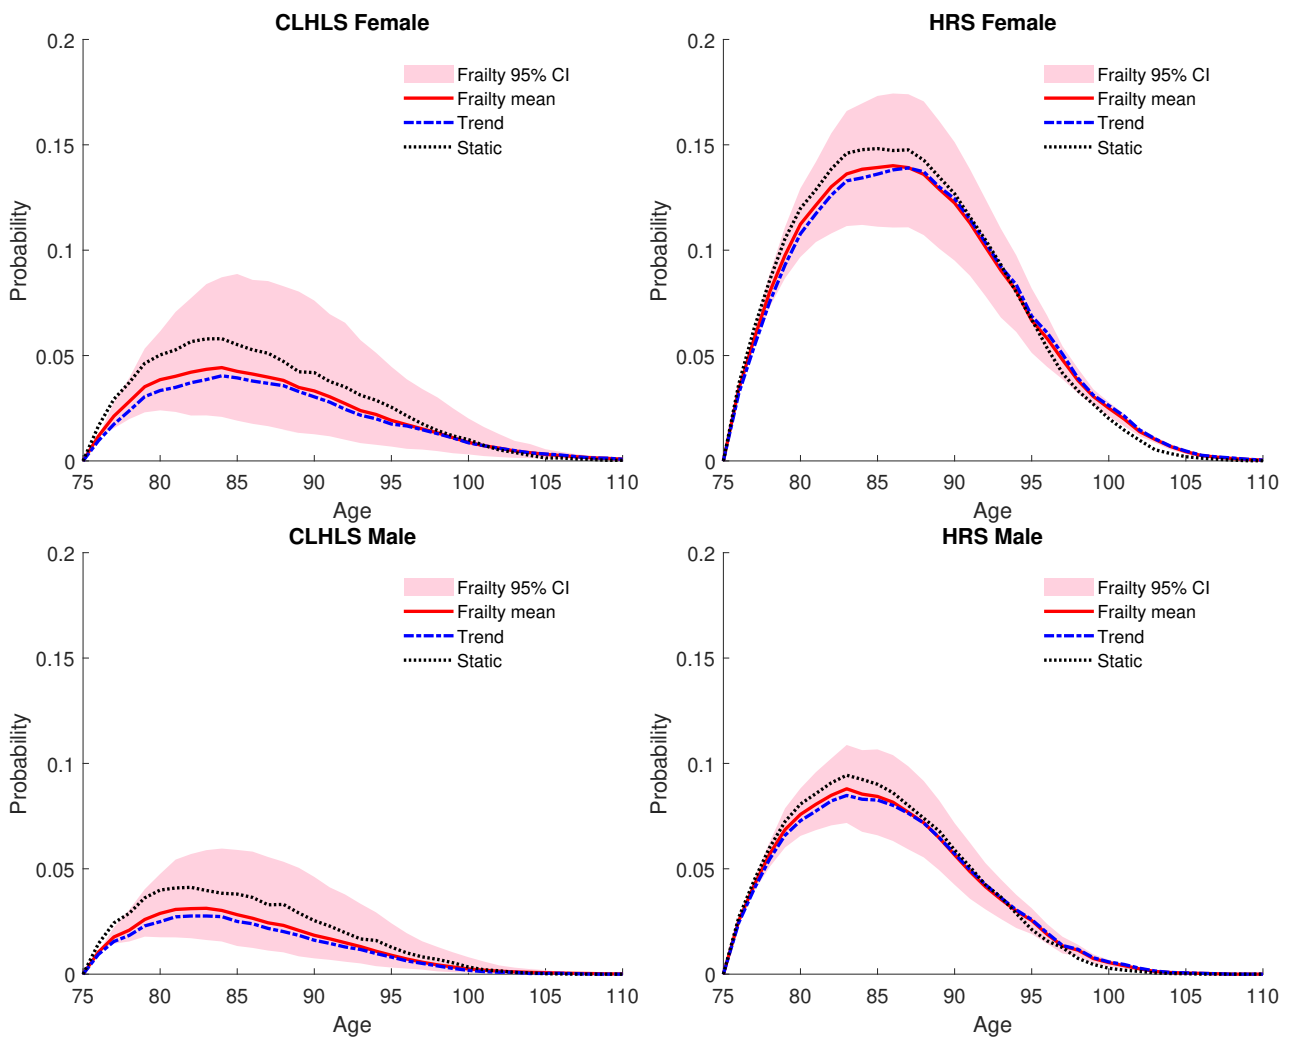 CLHLS Female
0.2
0.15
0.1
0.05
0
Probability
Frailty 95% CI
Frailty mean
Trend
Static
75 80 85 90 95 100 105 110
Age
HRS Female
0.2
0.15
0.1
0.05
0
Probability
Frailty 95% CI
Frailty mean
Trend
Static
75 80 85 90 95 100 105 110
Age
CLHLS Male
0.2
0.15
0.1
0.05
0
Probability
Frailty 95% CI
Frailty mean
Trend
Static
75 80 85 90 95 100 105 110
Age
HRS Male
0.2
0.15
0.1
0.05
0
Probability
Frailty 95% CI
Frailty mean
Trend
Static
75 80 85 90 95 100 105 110
Age